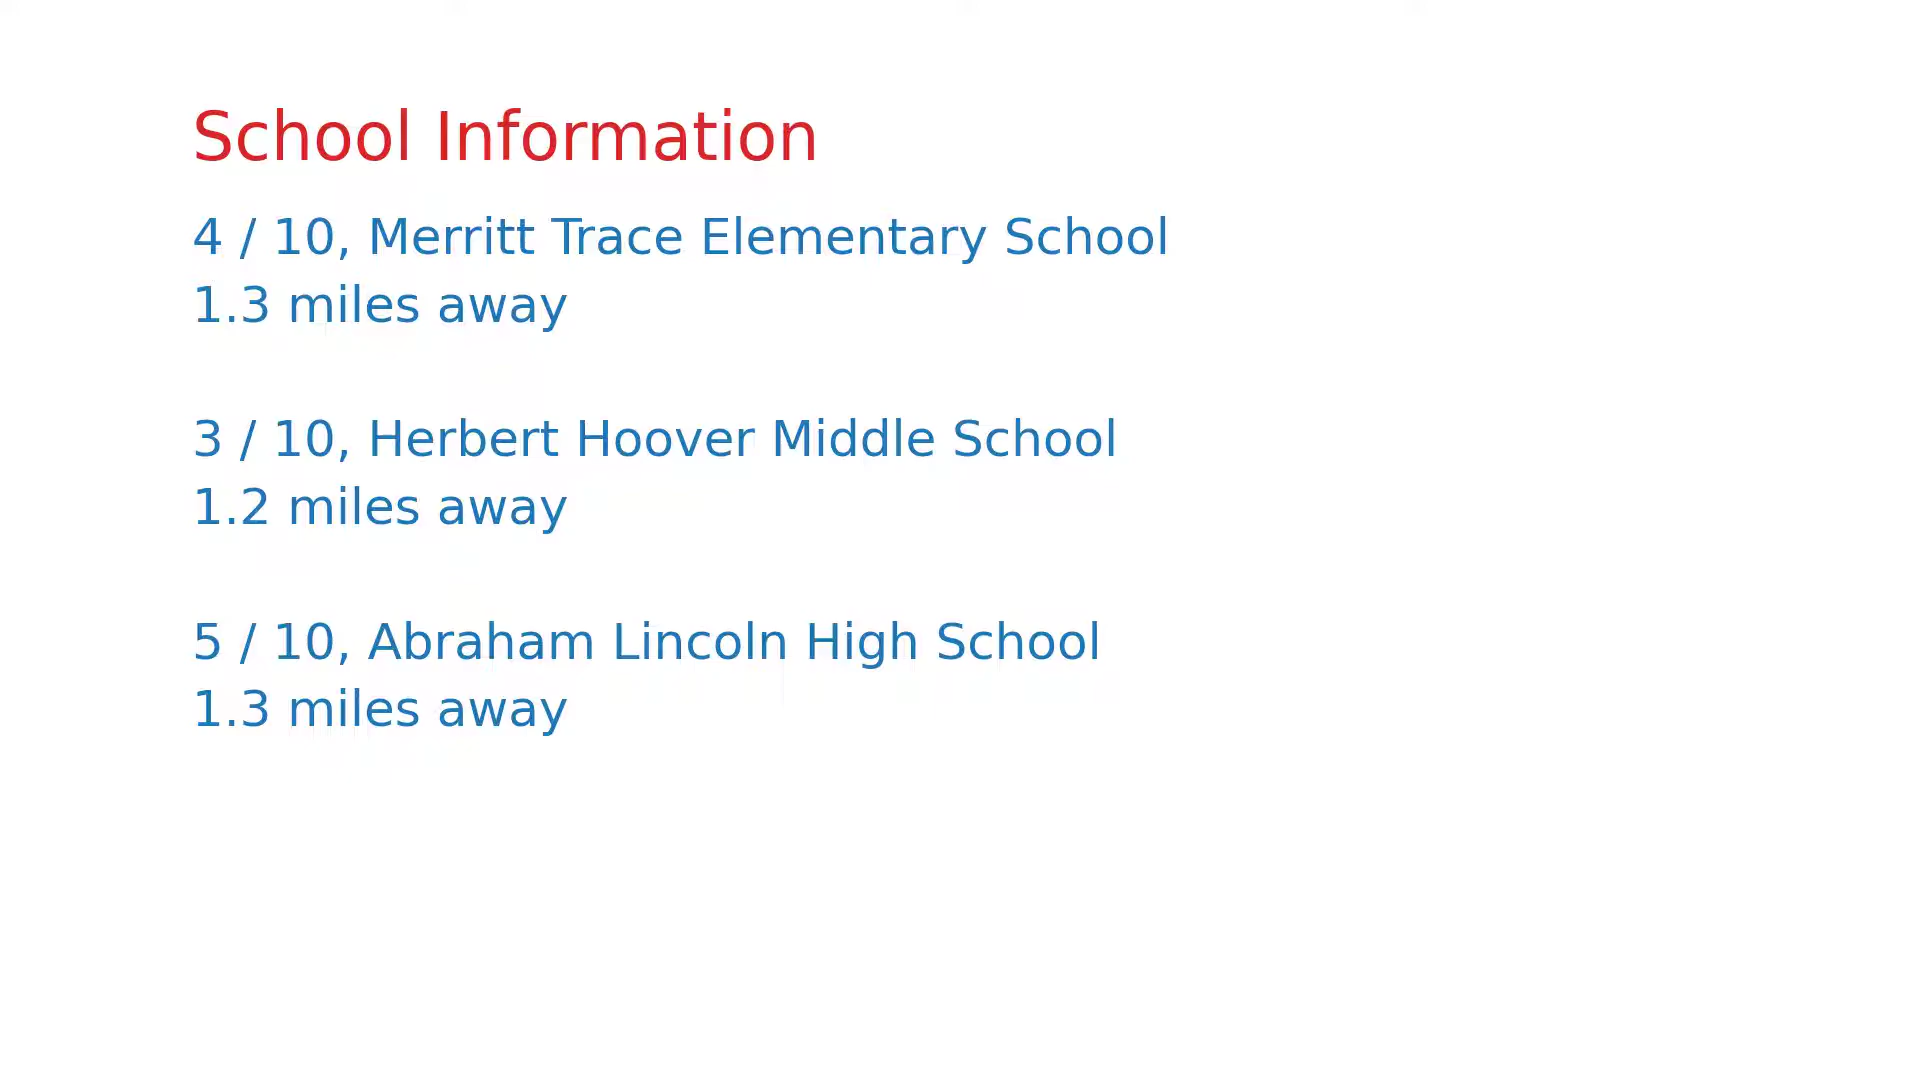 School Information
4 / 10, Merritt Trace Elementary School
1.3 miles away
3 / 10, Herbert Hoover Middle School
1.2 miles away
5 / 10, Abraham Lincoln High School
1.3 miles away